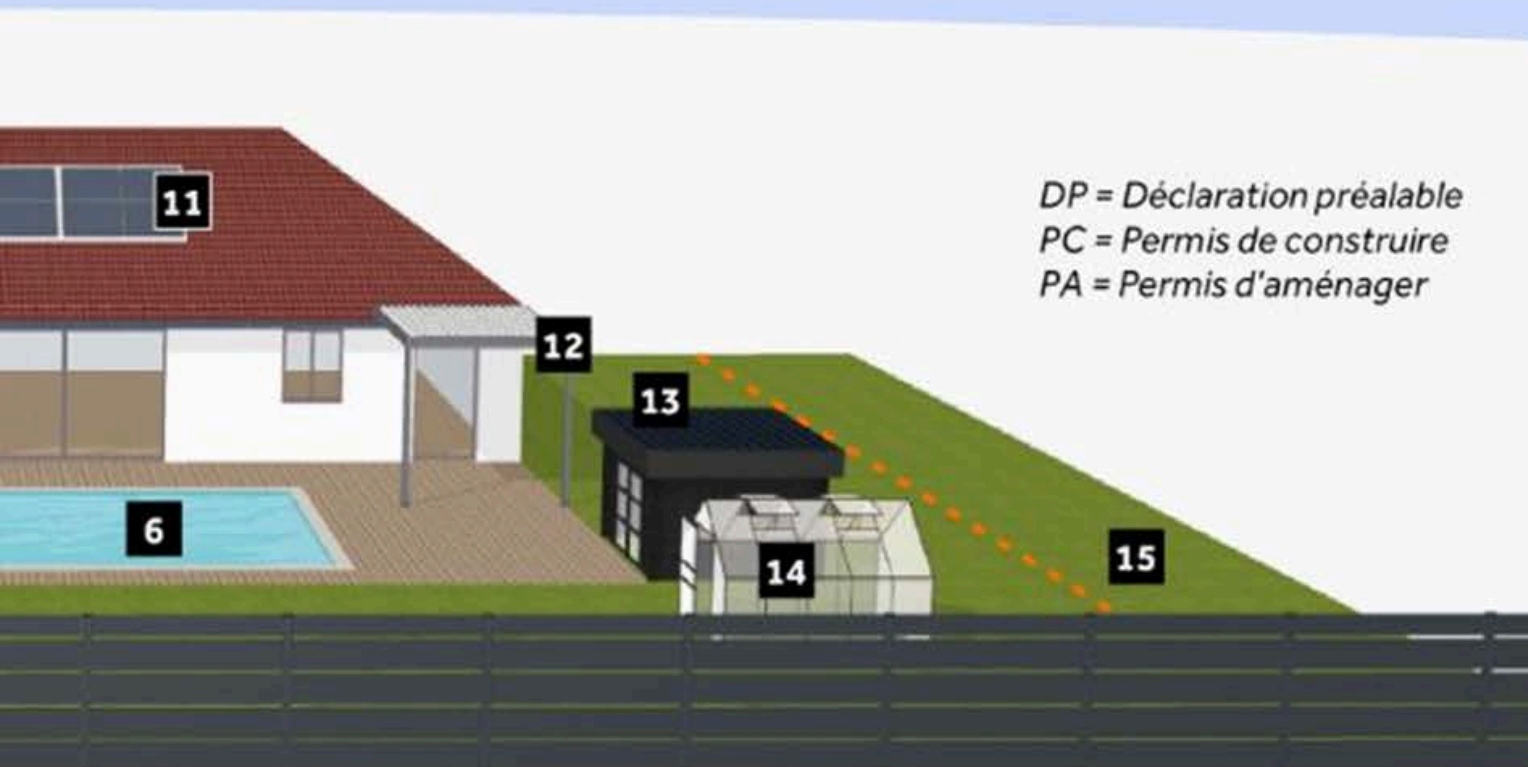 11
DP = Déclaration préalable
PC = Permis de construire
PA = Permis d'aménager
12
13
6
14
15